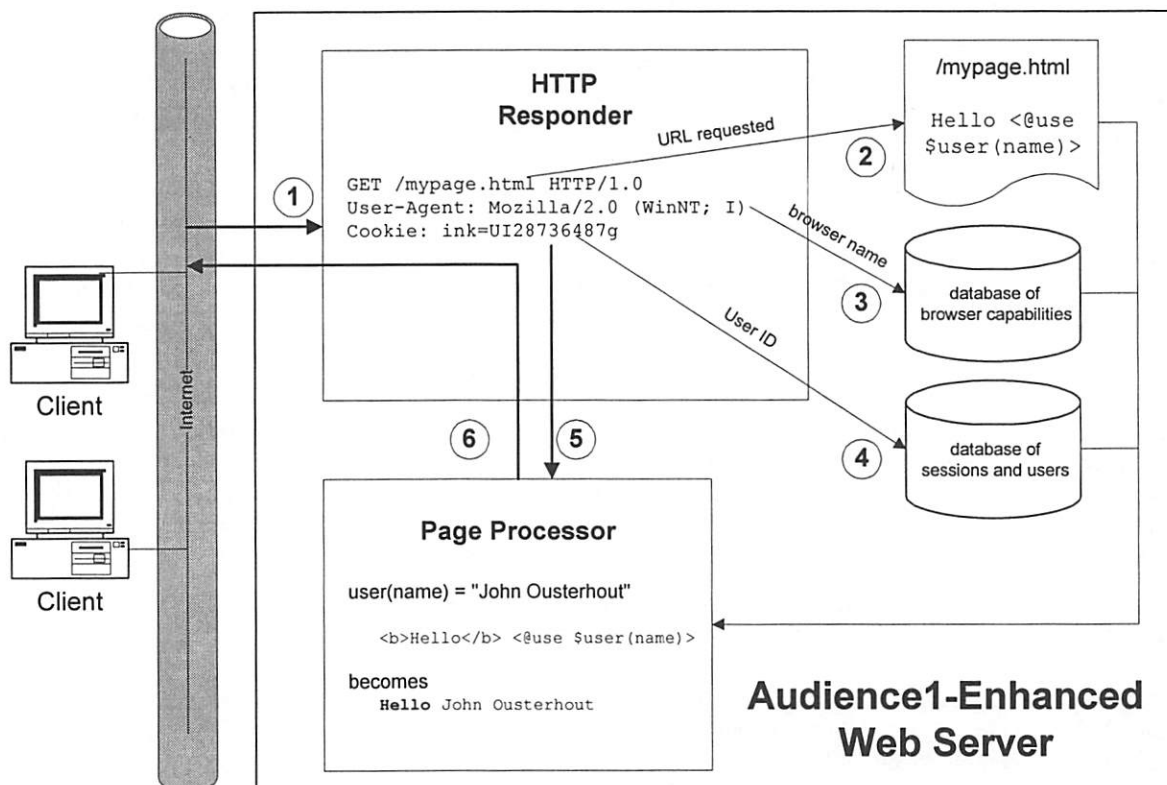 HTTP
Responder
GET /mypage.html HTTP/1.0
User-Agent: Mozilla/2.0 (WinNT; I)
Cookie: ink=UI28736487g
1
URL requested
2
/mypage.html
Hello <@use
$user(name)>
browser name
3
database of
browser capabilities
User ID
4
database of
sessions and users
Client
Client
Internet
6
5
Page Processor
user(name) = "John Ousterhout"
<b>Hello</b> <@use $user(name)>
becomes
Hello John Ousterhout
Audience1-Enhanced
Web Server